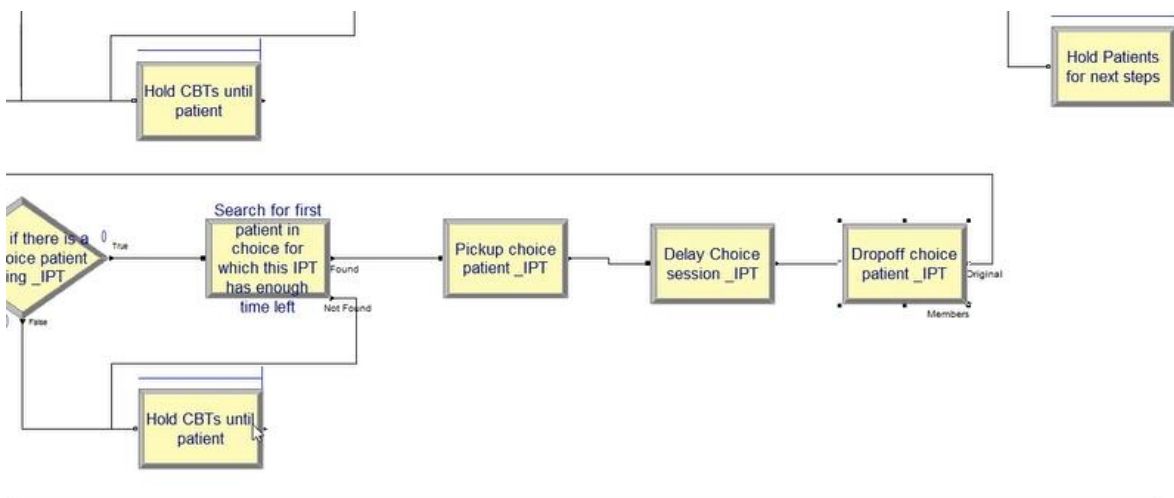 Hold CBTs until
patient
Hold Patients
for next steps
if there is a
oice patient
ing _IPT
0
True
False
Search for first
patient in
choice for
which this IPT
has enough
time left
Found
Not Found
Pickup choice
patient _IPT
Delay Choice
session _IPT
Dropoff choice
patient _IPT
Original
Members
Hold CBTs until
patient